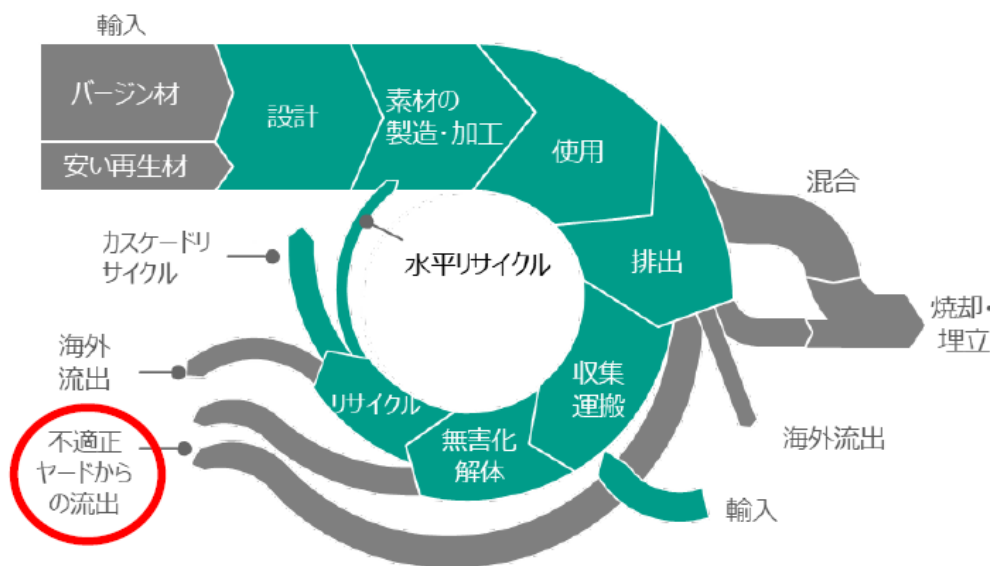 輸入
バージン材
安い再生材
設計
素材の
製造・加工
使用
排出
混合
焼却・
埋立
海外流出
収集
運搬
輸入
無害化
解体
リサイクル
水平リサイクル
カスケードリ
サイクル
海外
流出
不適正
ヤードから
の流出